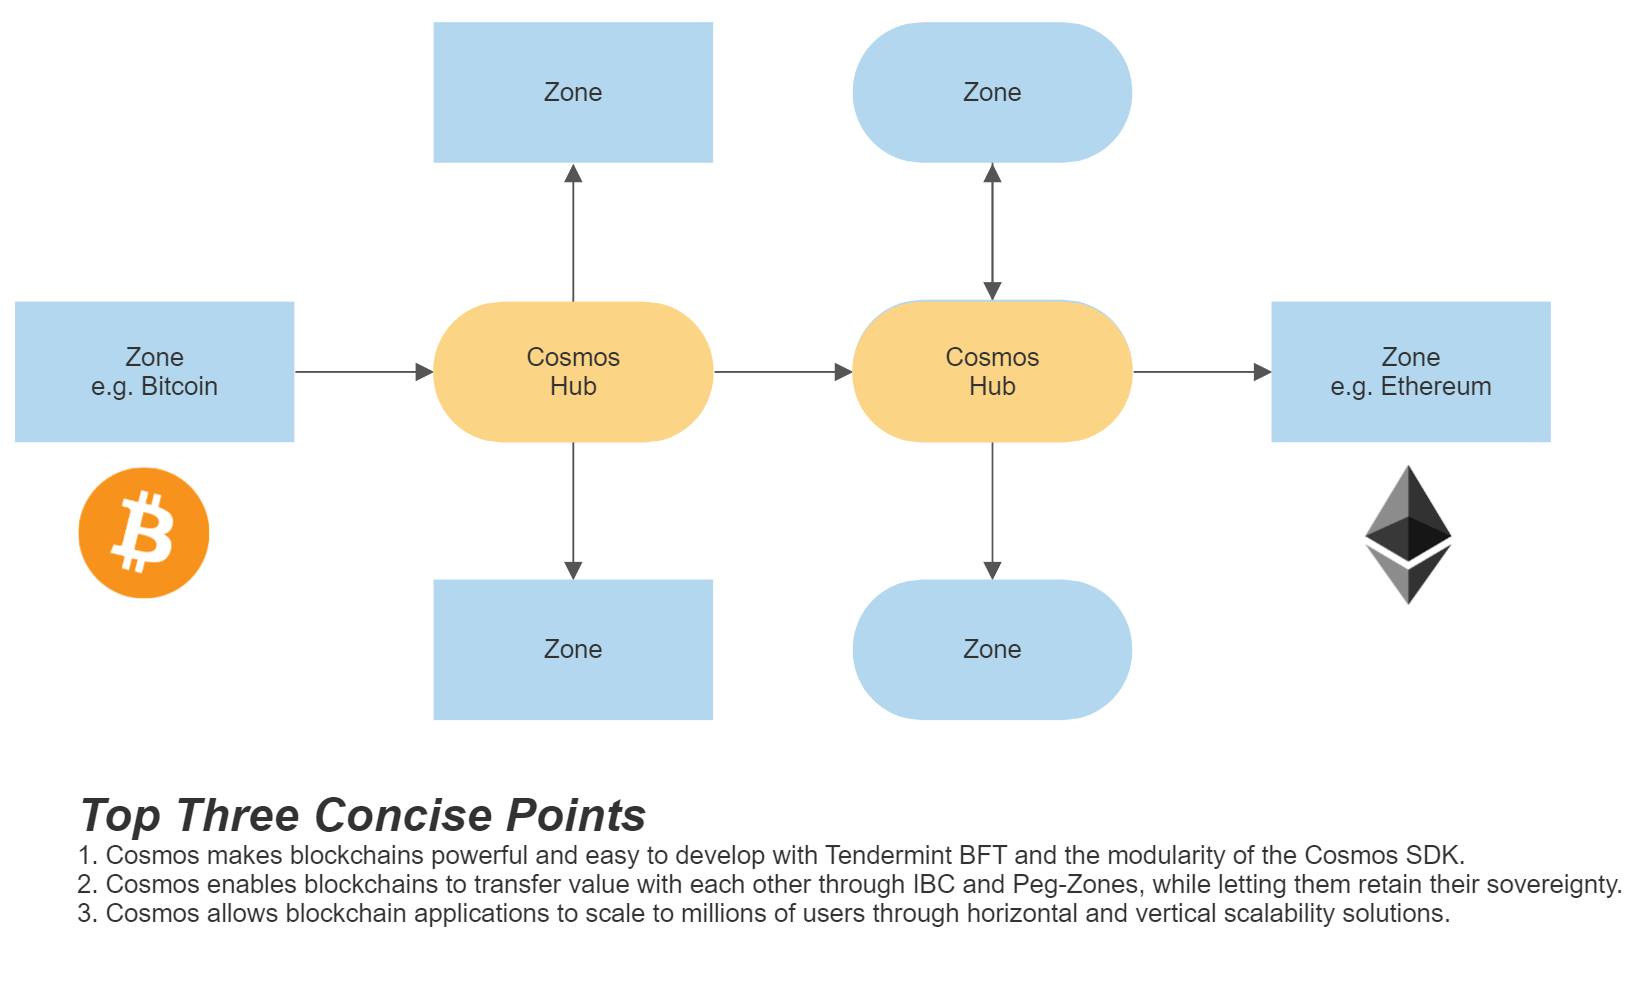 Zone
Zone
Zone
e.g. Bitcoin
Cosmos
Hub
Cosmos
Hub
Zone
e.g. Ethereum
Zone
Zone
Top Three Concise Points
1. Cosmos makes blockchains powerful and easy to develop with Tendermint BFT and the modularity of the Cosmos SDK.
2. Cosmos enables blockchains to transfer value with each other through IBC and Peg-Zones, while letting them retain their sovereignty.
3. Cosmos allows blockchain applications to scale to millions of users through horizontal and vertical scalability solutions.